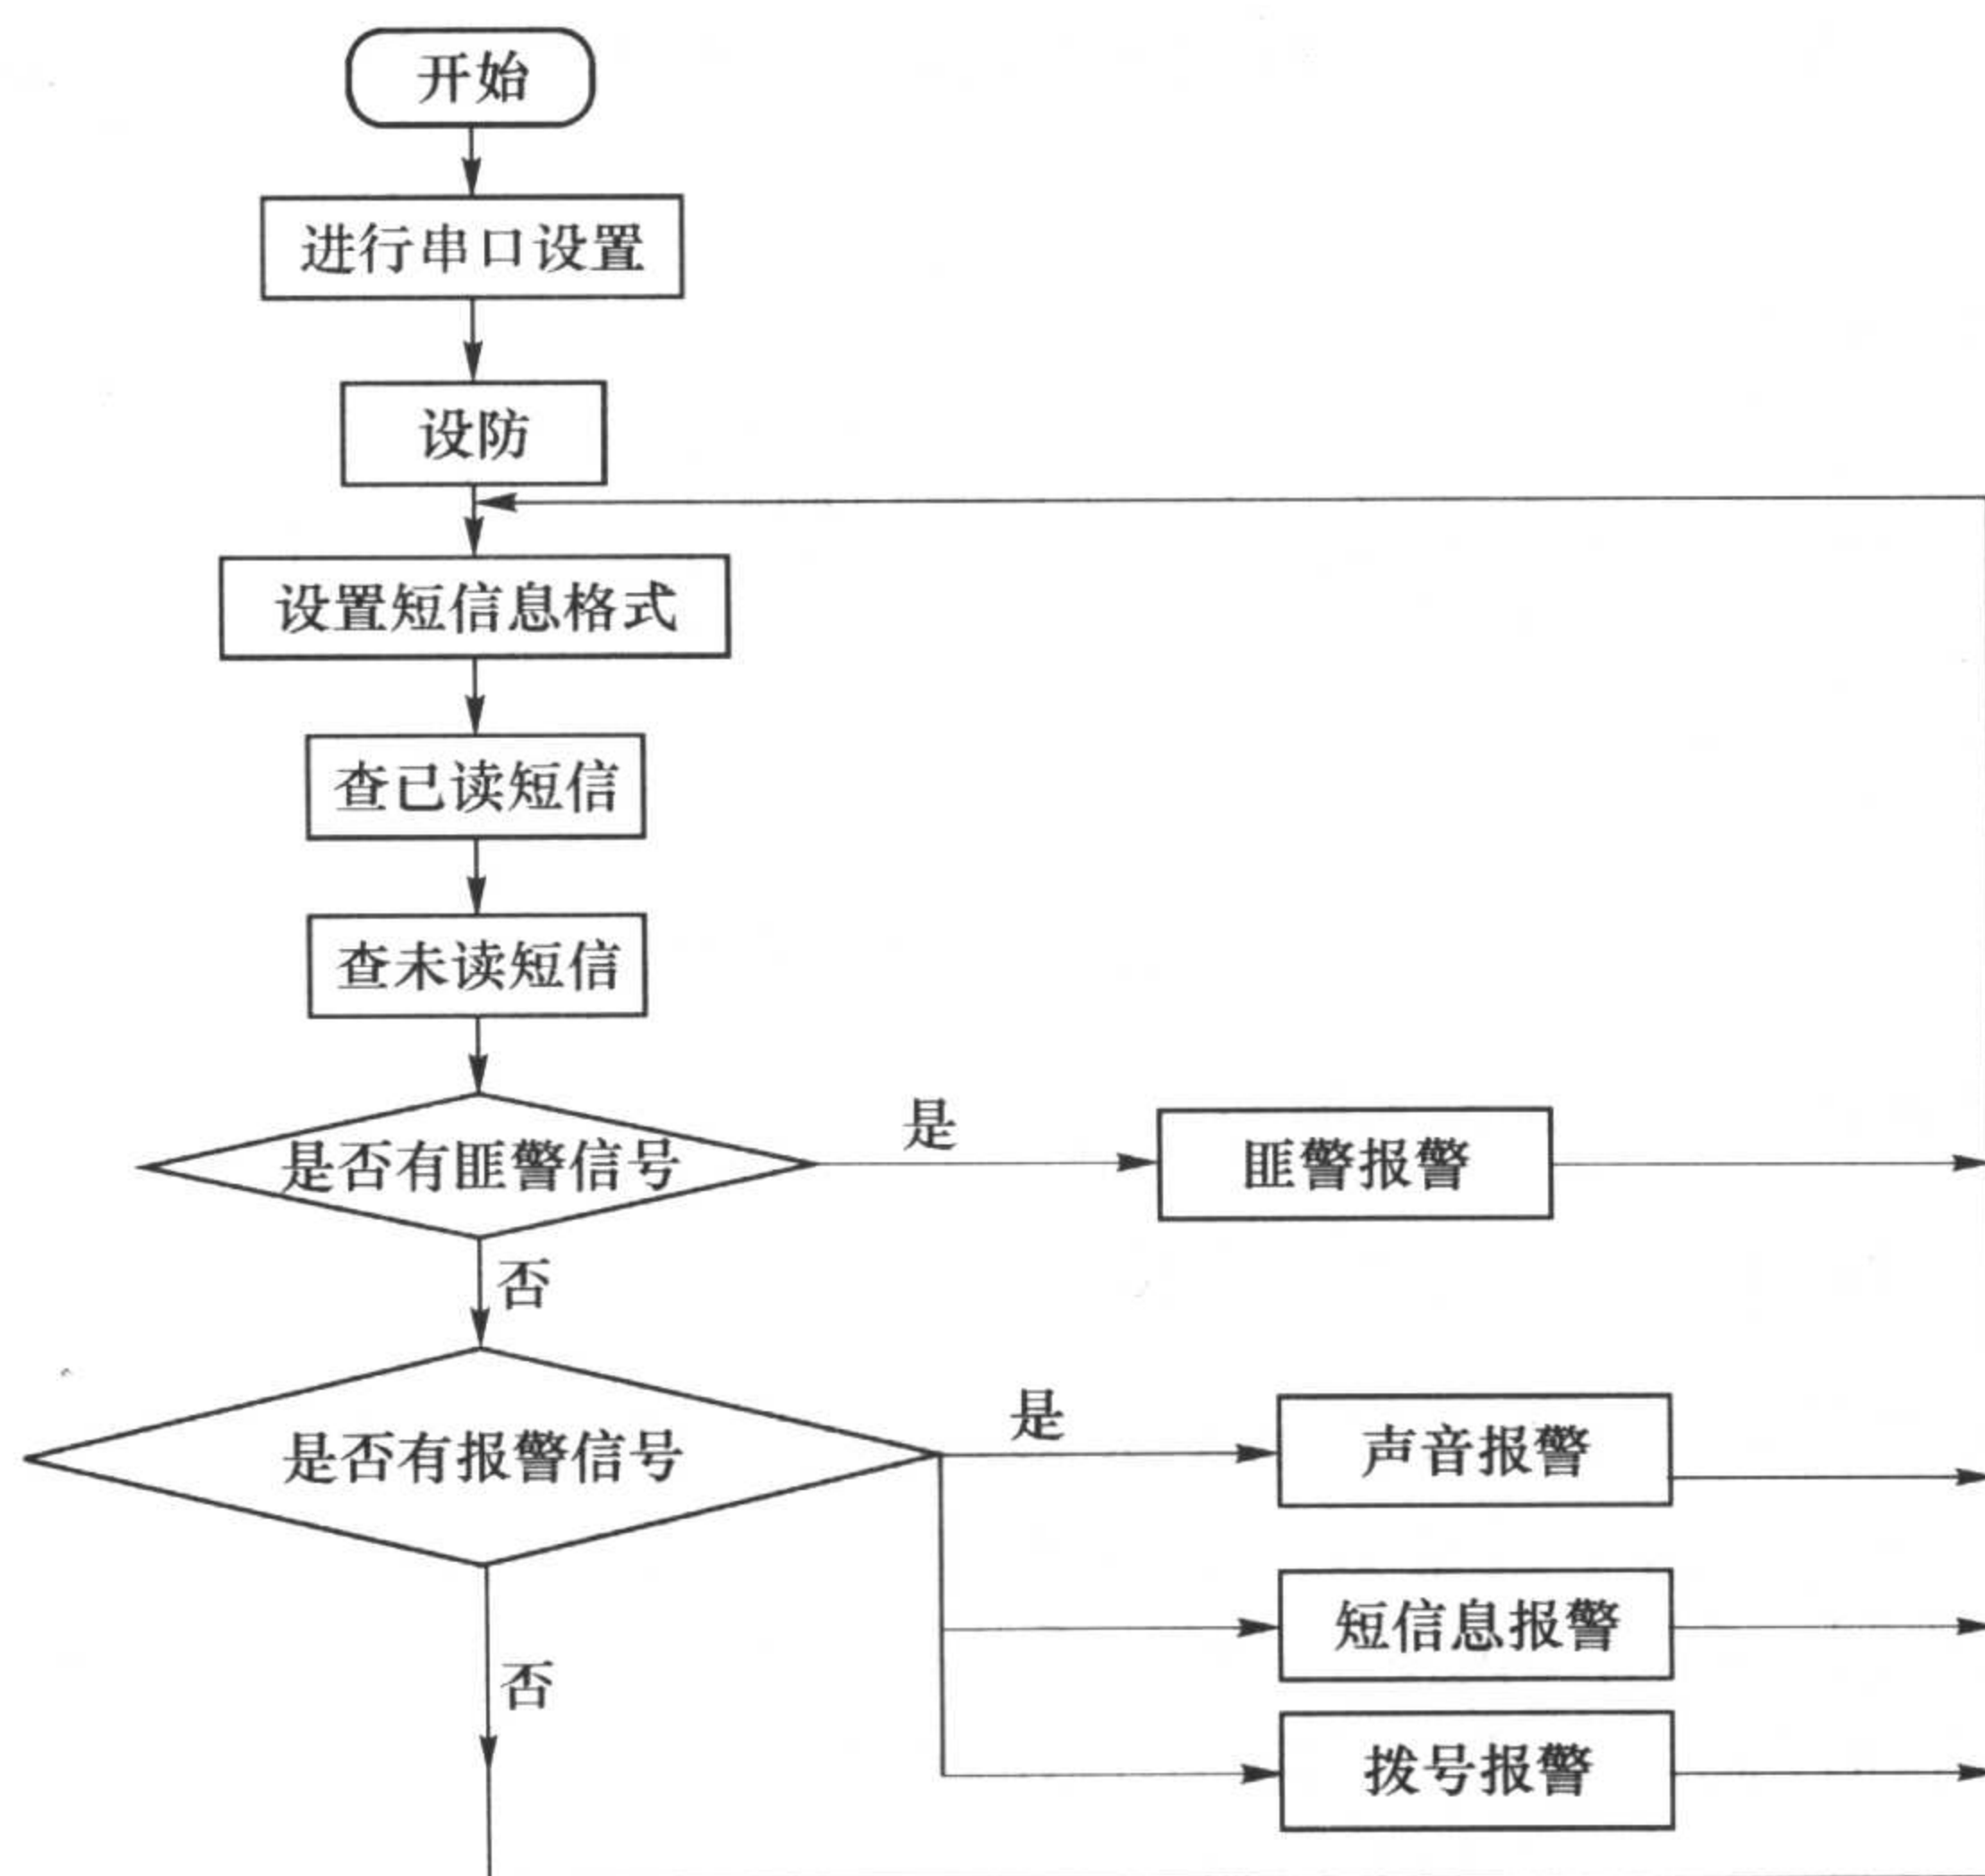 开始
进行串口设置
设防
设置短信息格式
查已读短信
查未读短信
是否有匪警信号
是
匪警报警
否
是否有报警信号
是
声音报警
短信息报警
拨号报警
否